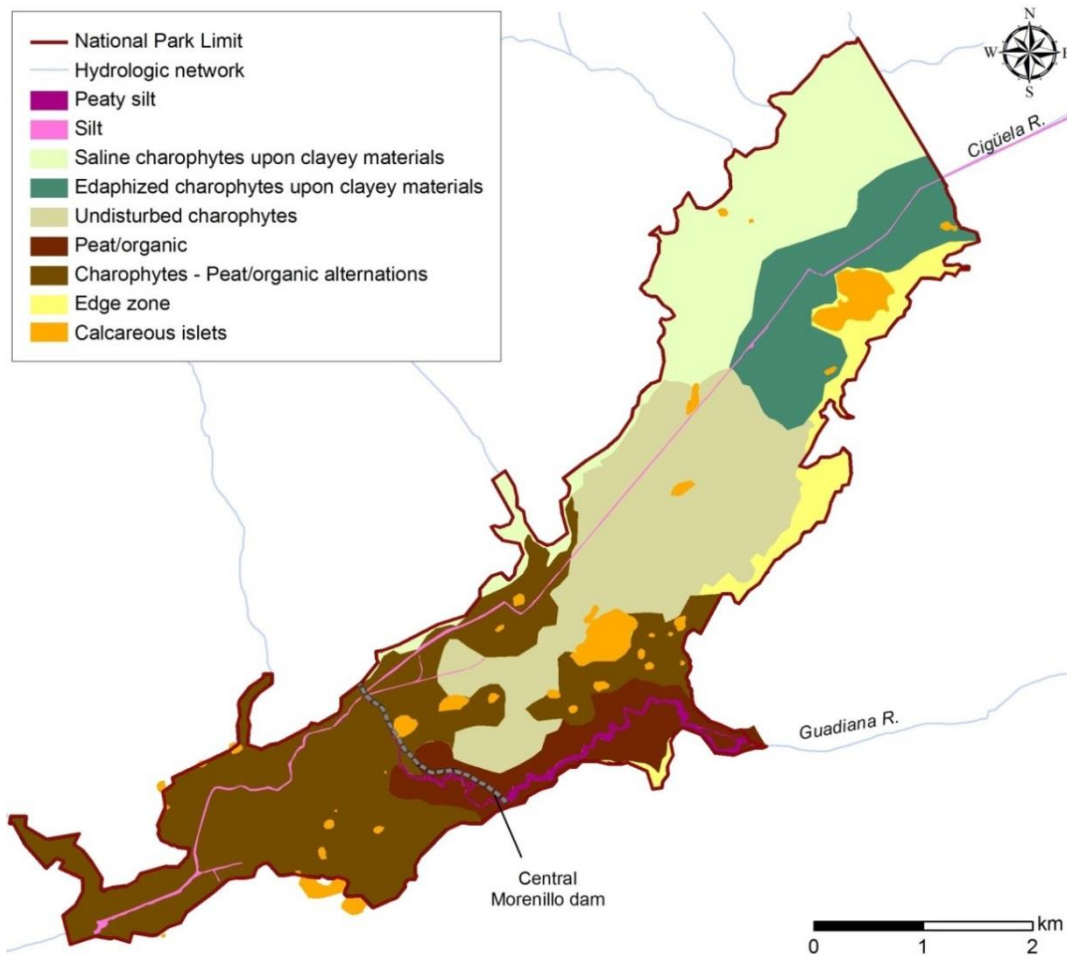 National Park Limit
Hydrologic network
Peaty silt
Silt
Saline charophytes upon clayey materials
Edaphized charophytes upon clayey materials
Undisturbed charophytes
Peat/organic
Charophytes - Peat/organic alternations
Edge zone
Calcareous islets
N
W E
S
Cigüela R.
Guadiana R.
Central
Morenillo dam
km
0 1 2